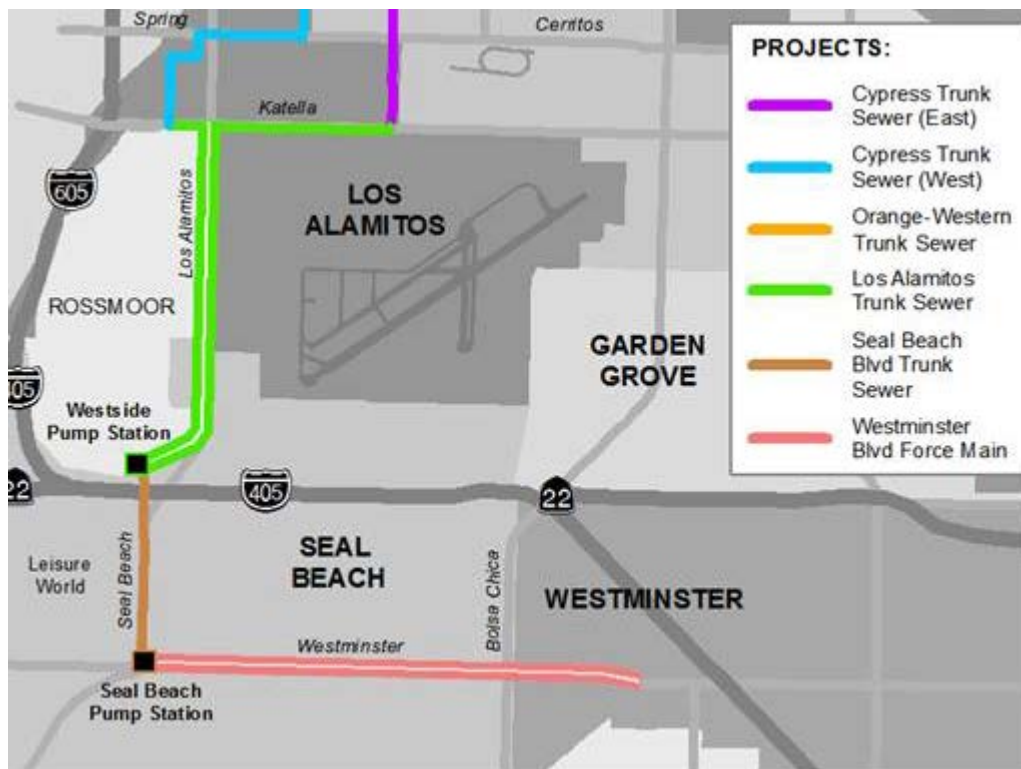 Spring
Cerritos
Katella
605
LOS
ALAMITOS
Los Alamitos
ROSSMOOR
GARDEN
GROVE
405
Westside
Pump Station
22
405
22
Leisure
World
Seal Beach
SEAL
BEACH
Bolsa Chica
WESTMINSTER
Westminster
Seal Beach
Pump Station
PROJECTS:
Cypress Trunk
Sewer (East)
Cypress Trunk
Sewer (West)
Orange-Western
Trunk Sewer
Los Alamitos
Trunk Sewer
Seal Beach
Blvd Trunk
Sewer
Westminster
Blvd Force Main